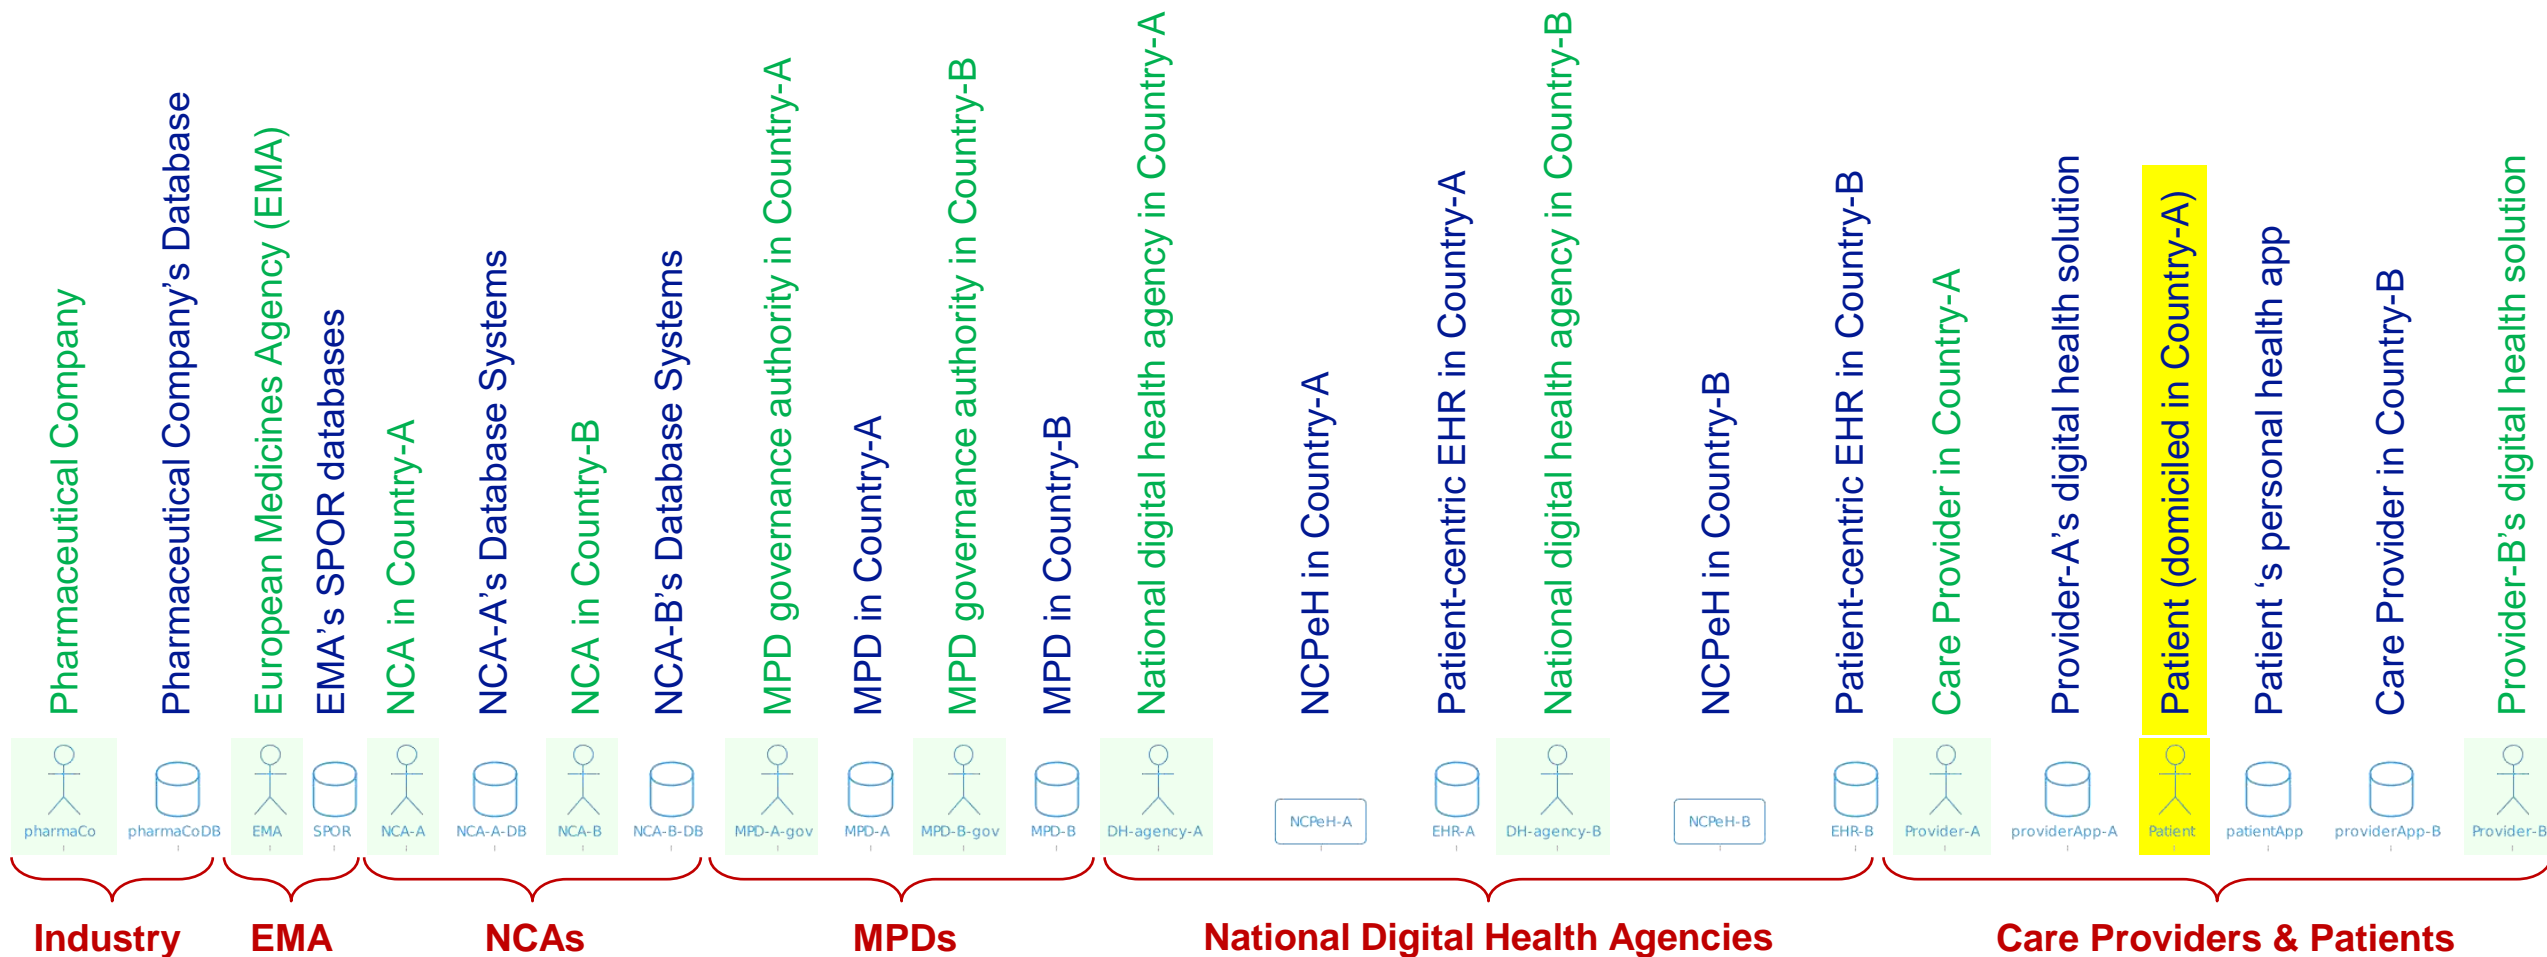 Pharmaceutical Company
Pharmaceutical Company’s Database
European Medicines Agency (EMA)
EMA’s SPOR databases
NCA in Country-A
NCA-A’s Database Systems
NCA in Country-B
NCA-B’s Database Systems
MPD governance authority in Country-A
MPD in Country-A
MPD governance authority in Country-B
MPD in Country-B
National digital health agency in Country-A
NCPeH in Country-A
Patient-centric EHR in Country-A
National digital health agency in Country-B
NCPeH in Country-B
Patient-centric EHR in Country-B
Care Provider in Country-A
Provider-A’s digital health solution
Patient (domiciled in Country-A)
Patient ‘s personal health app
Care Provider in Country-B
Provider-B’s digital health solution
pharmaCo
pharmaCoDB
EMA
SPOR
NCA-A
NCA-A-DB
NCA-B
NCA-B-DB
MPD-A-gov
MPD-A
MPD-B-gov
MPD-B
DH-agency-A
NCPeH-A
EHR-A
DH-agency-B
NCPeH-B
EHR-B
Provider-A
providerApp-A
Patient
patientApp
providerApp-B
Provider-B
Industry
EMA
NCAs
MPDs
National Digital Health Agencies
Care Providers & Patients